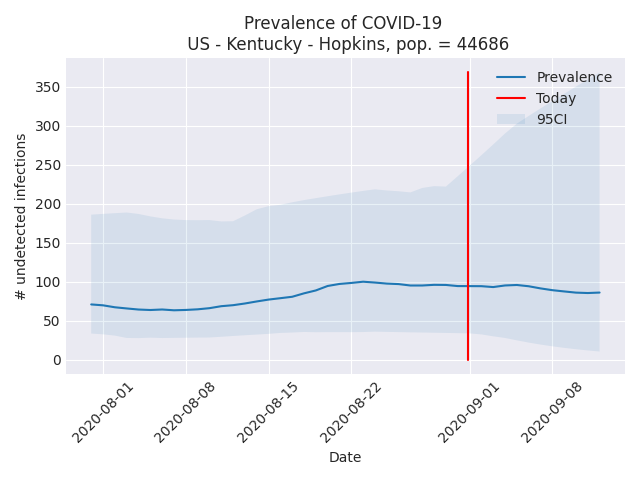 Prevalence of COVID-19
US - Kentucky - Hopkins, pop. = 44686
Prevalence
Today
95CI
350
300
250
200
150
100
50
0
# undetected infections
2020-08-01
2020-08-08
2020-08-15
2020-08-22
2020-09-01
2020-09-08
Date